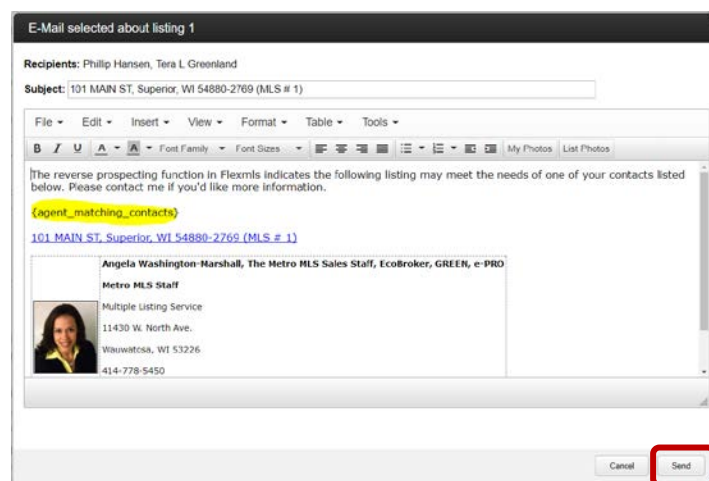 E-Mail selected about listing 1
Recipients: Phillip Hansen, Tera L Greenland
Subject: 101 MAIN ST, Superior, WI 54880-2769 (MLS # 1)
File Edit Insert View Format Table Tools
B I U A A Font Family Font Sizes My Photos List Photos
The reverse prospecting function in Flexmls indicates the following listing may meet the needs of one of your contacts listed
below. Please contact me if you'd like more information.
{agent_matching_contacts}
101 MAIN ST, Superior, WI 54880-2769 (MLS # 1)
Angela Washington-Marshall, The Metro MLS Sales Staff, EcoBroker, GREEN, e-PRO
Metro MLS Staff
Multiple Listing Service
11430 W. North Ave.
Wauwatosa, WI 53226
414-778-5450
Cancel Send